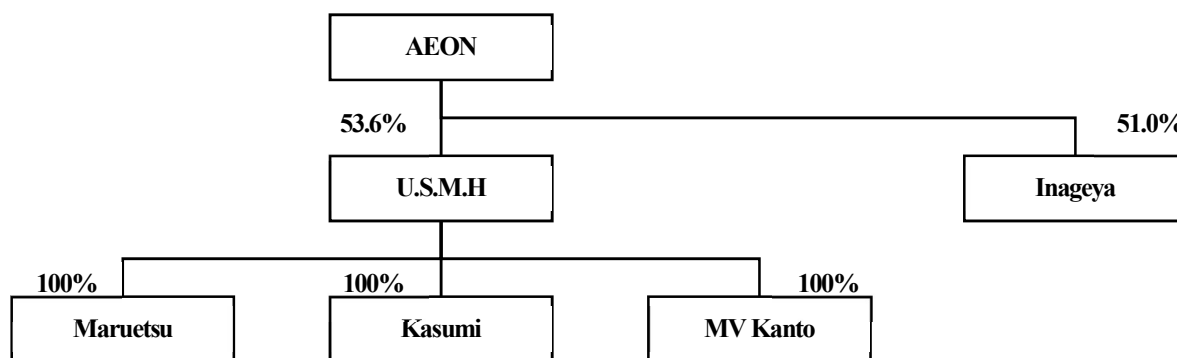 AEON
53.6%
51.0%
U.S.M.H
Inageya
100%
100%
100%
Maruetsu
Kasumi
MV Kanto